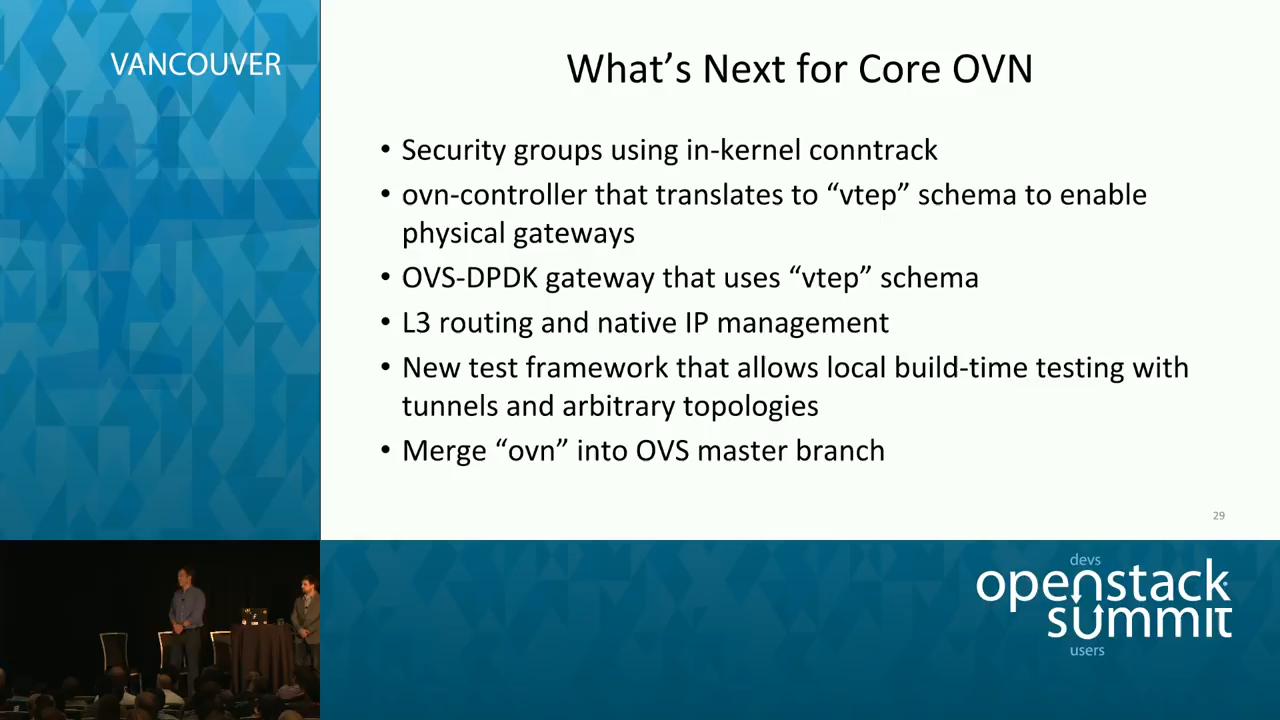 VANCOUVER
What's Next for Core OVN
• Security groups using in-kernel conntrack
• ovn-controller that translates to “vtep” schema to enable
physical gateways
• OVS-DPDK gateway that uses “vtep” schema
• L3 routing and native IP management
• New test framework that allows local build-time testing with
tunnels and arbitrary topologies
• Merge “ovn” into OVS master branch
29
devs
openstack
summit
users